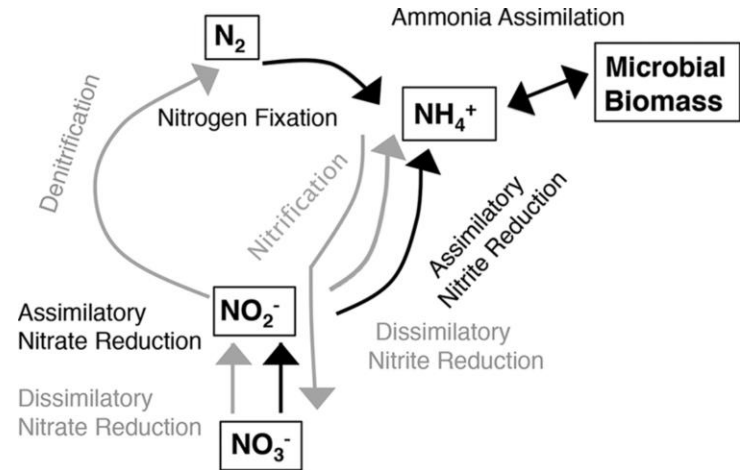 Ammonia Assimilation
N₂
Microbial
Biomass
NH₄⁺
Nitrogen Fixation
Denitrification
Nitrification
Assimilatory
Nitrite Reduction
NO₂⁻
Assimilatory
Nitrate Reduction
Dissimilatory
Nitrite Reduction
Dissimilatory
Nitrate Reduction
NO₃⁻